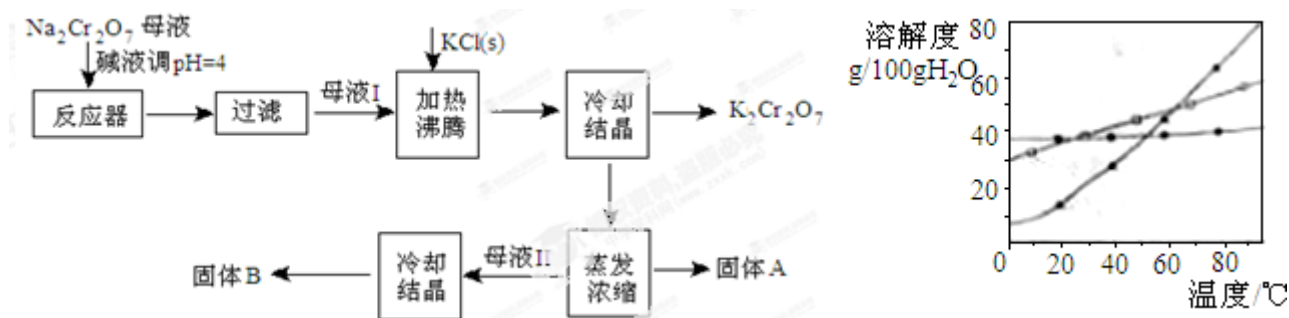 Na₂Cr₂O₇ 母液
碱液调pH=4
反应器
过滤
母液I
KCl(s)
加热
沸腾
冷却
结晶
K₂Cr₂O₇
蒸发
浓缩
固体A
母液II
冷却
结晶
固体B
溶解度
g/100gH₂O
80
60
40
20
0 20 40 60 80
温度/℃